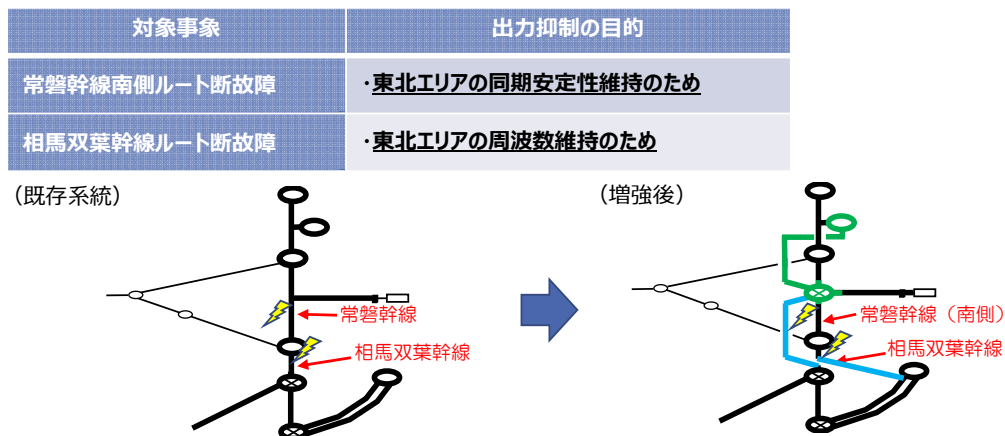 対象事象
出力抑制の目的
常磐幹線南側ルート断故障
・東北エリアの同期安定性維持のため
相馬双葉幹線ルート断故障
・東北エリアの周波数維持のため
（既存系統）
（増強後）
常磐幹線
相馬双葉幹線
常磐幹線（南側）
相馬双葉幹線